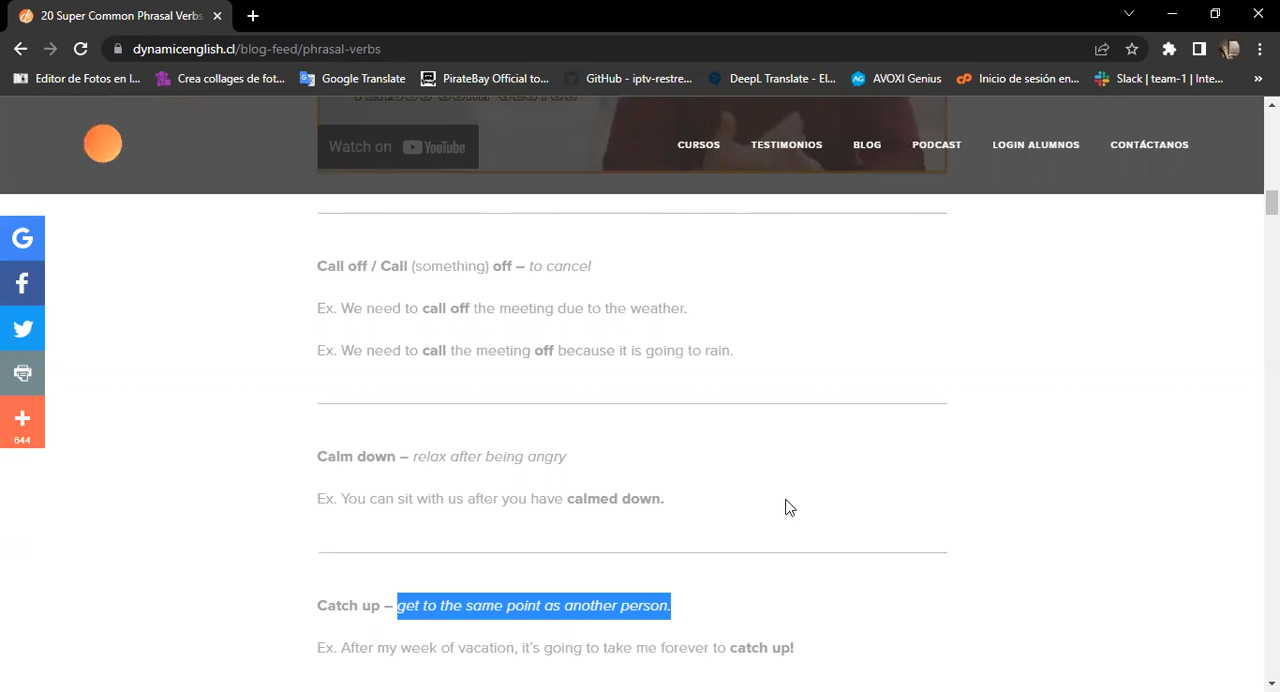 20 Super Common Phrasal Verbs
dynamicenglish.cl/blog-feed/phrasal-verbs
Editor de Fotos en l... Crea collages de fot... Google Translate PirateBay Official to... GitHub - iptv-restre... DeepL Translate - El... AVOXI Genius Inicio de sesión en... Slack | team-1 | Inte... »
Watch on YouTube
CURSOS TESTIMONIOS BLOG PODCAST LOGIN ALUMNOS CONTÁCTANOS
Call off / Call (something) off – to cancel
Ex. We need to call off the meeting due to the weather.
Ex. We need to call the meeting off because it is going to rain.
644
Calm down – relax after being angry
Ex. You can sit with us after you have calmed down.
Catch up – get to the same point as another person.
Ex. After my week of vacation, it’s going to take me forever to catch up!